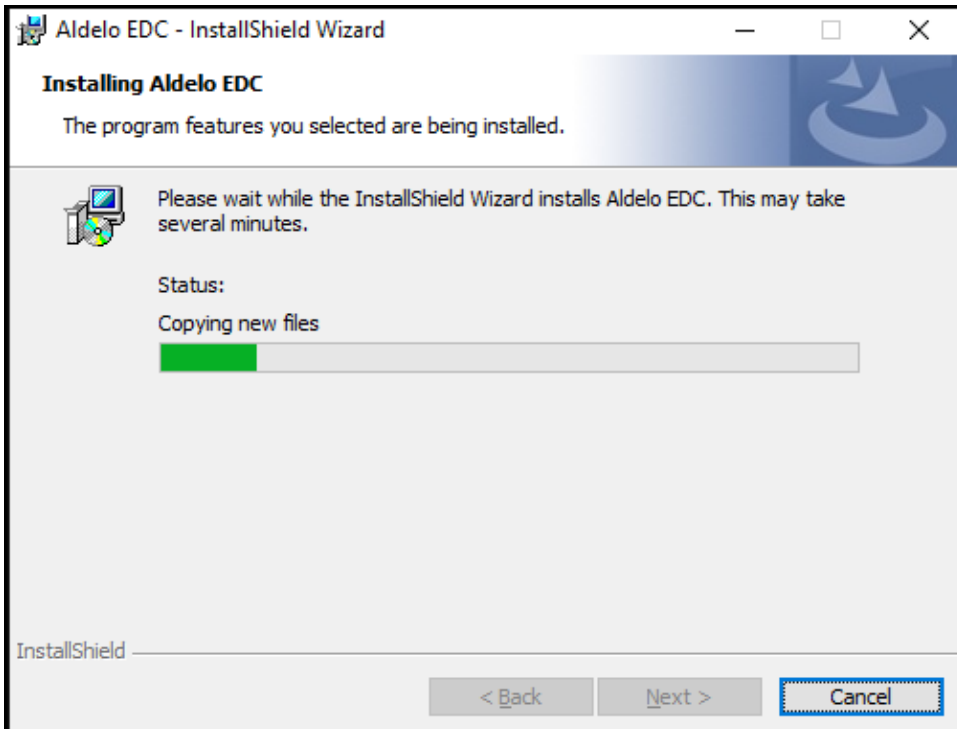 Aldelo EDC - InstallShield Wizard
Installing Aldelo EDC
The program features you selected are being installed.
Please wait while the InstallShield Wizard installs Aldelo EDC. This may take
several minutes.
Status:
Copying new files
InstallShield
< Back
Next >
Cancel